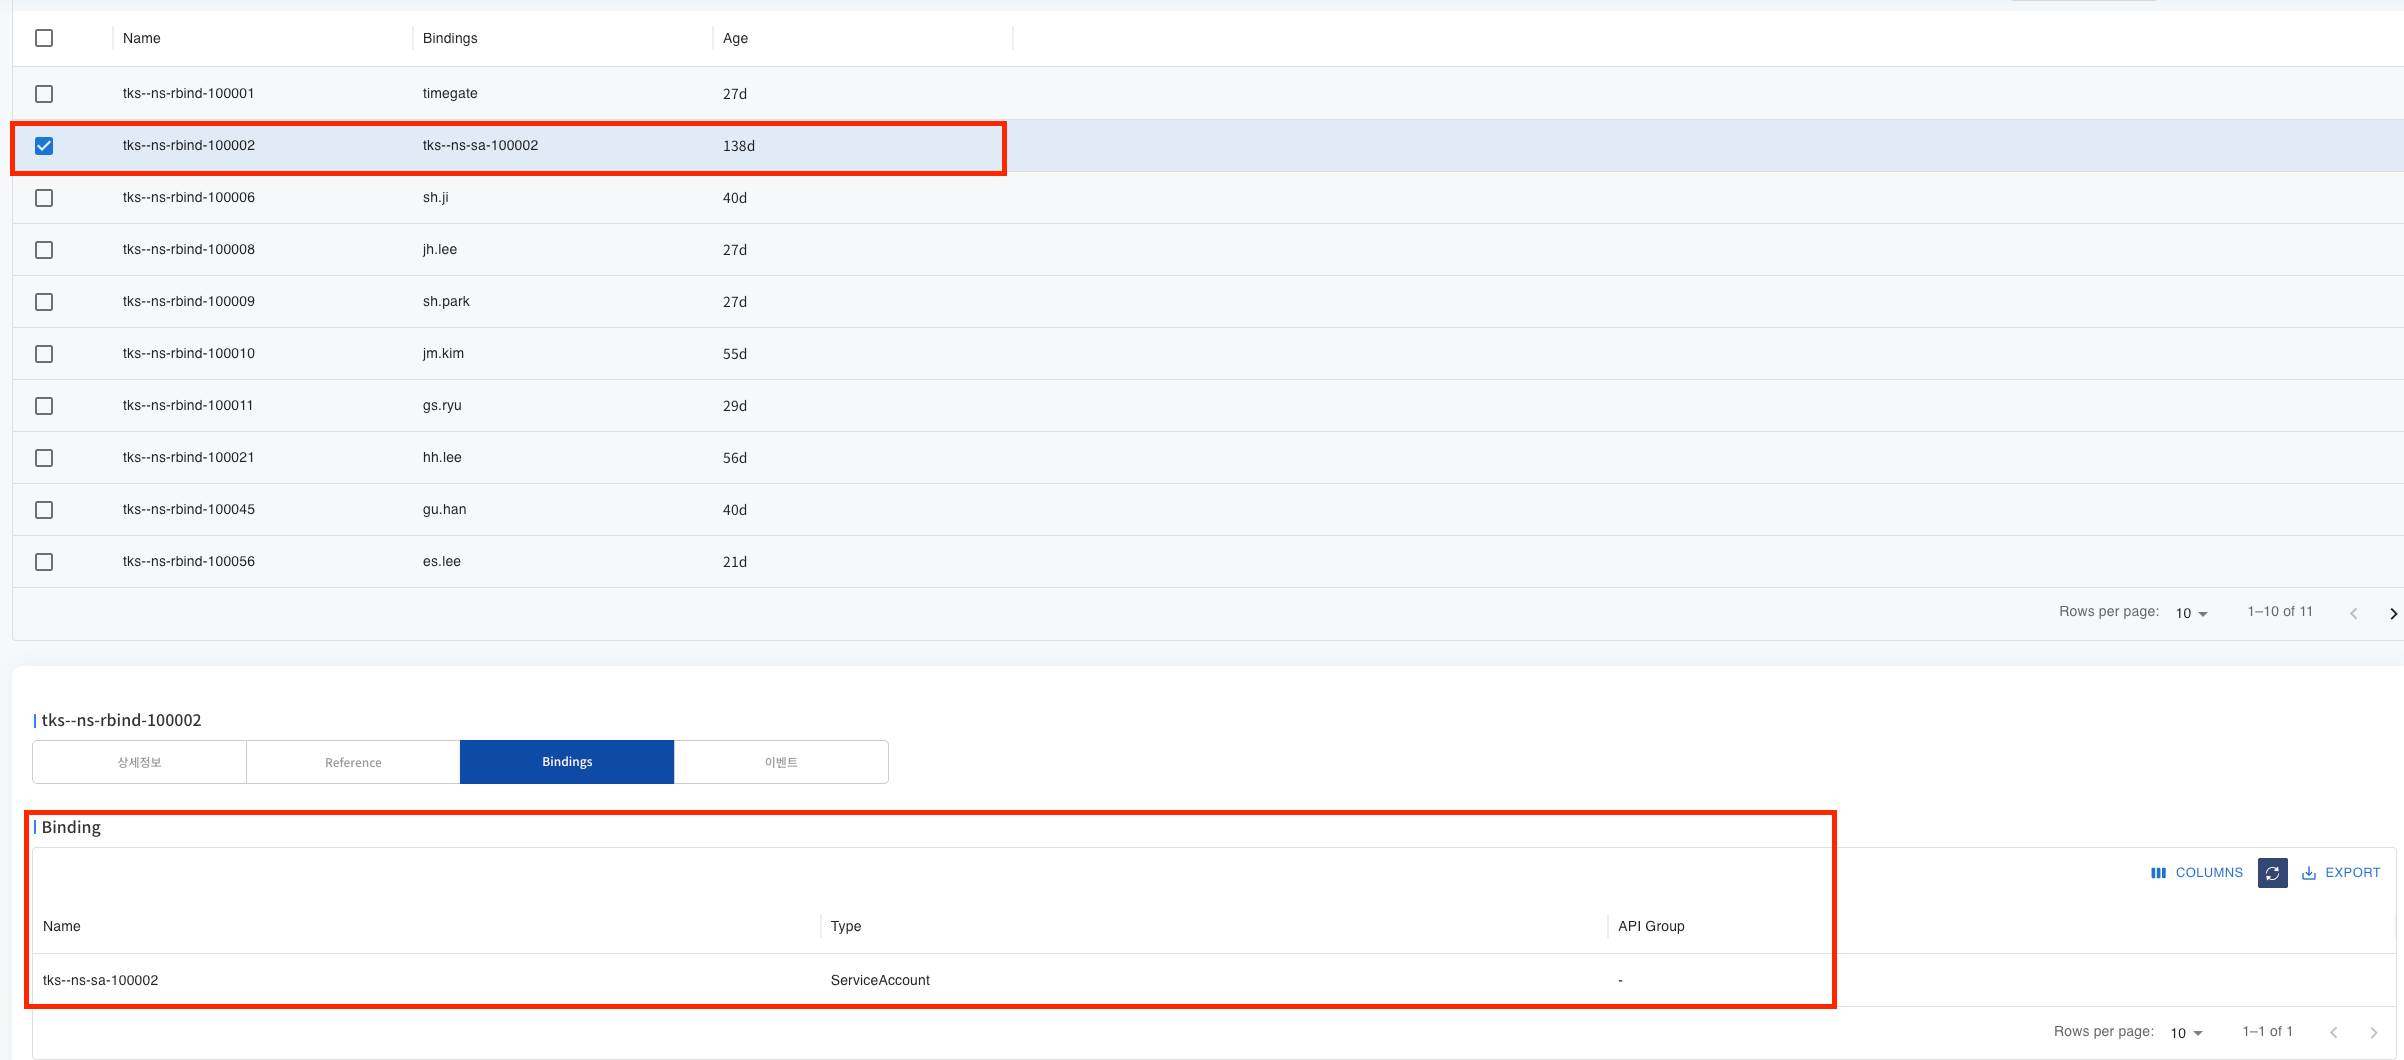 Name Bindings Age
tks--ns-rbind-100001 timegate 27d
tks--ns-rbind-100002 tks--ns-sa-100002 138d
tks--ns-rbind-100006 sh.ji 40d
tks--ns-rbind-100008 jh.lee 27d
tks--ns-rbind-100009 sh.park 27d
tks--ns-rbind-100010 jm.kim 55d
tks--ns-rbind-100011 gs.ryu 29d
tks--ns-rbind-100021 hh.lee 56d
tks--ns-rbind-100045 gu.han 40d
tks--ns-rbind-100056 es.lee 21d
Rows per page: 10 1–10 of 11
tks--ns-rbind-100002
상세정보 Reference Bindings 이벤트
Binding
COLUMNS EXPORT
Name Type API Group
tks--ns-sa-100002 ServiceAccount -
Rows per page: 10 1–1 of 1